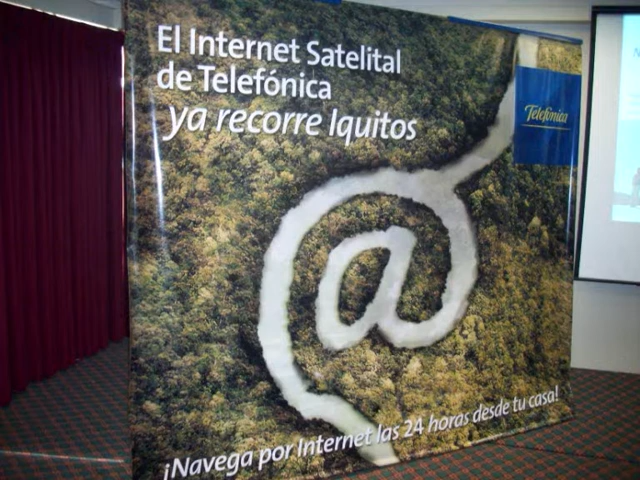 El Internet Satelital
de Telefónica
ya recorre Iquitos
Telefónica
@
¡Navega por Internet las 24 horas desde tu casa!